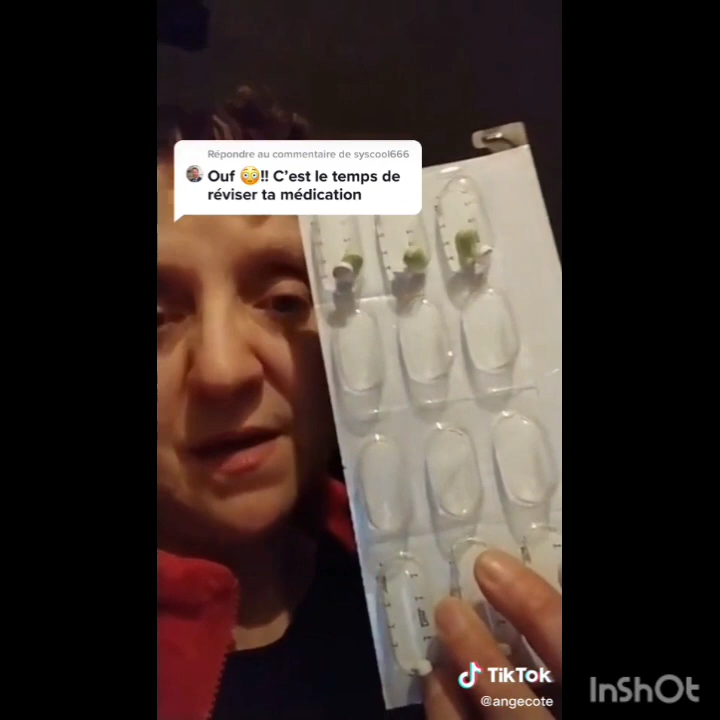 Répondre au commentaire de syscool666
Ouf 😳!! C’est le temps de
réviser ta médication
TikTok
@angecote
InShOt